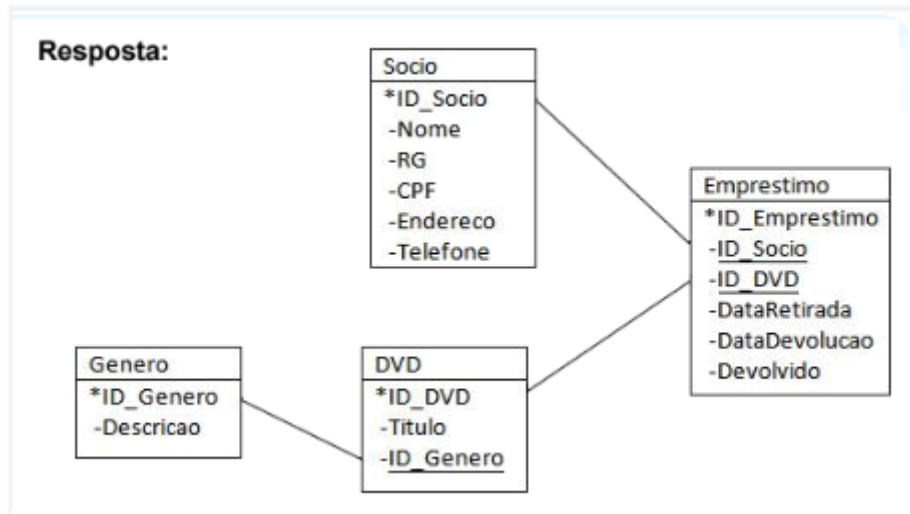 Resposta:
Socio
*ID_Socio
-Nome
-RG
-CPF
-Endereco
-Telefone
Emprestimo
*ID_Emprestimo
-ID_Socio
-ID_DVD
-DataRetirada
-DataDevolucao
-Devolvido
Genero
*ID_Genero
-Descricao
DVD
*ID_DVD
-Titulo
-ID_Genero